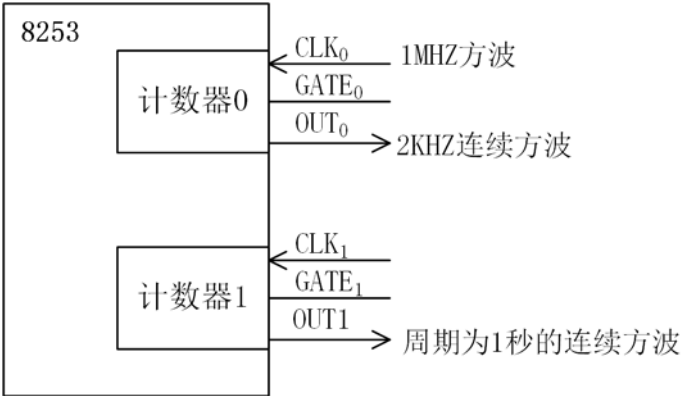 8253
计数器0
CLK₀
1MHZ方波
GATE₀
OUT₀
2KHZ连续方波
计数器1
CLK₁
GATE₁
OUT1
周期为1秒的连续方波